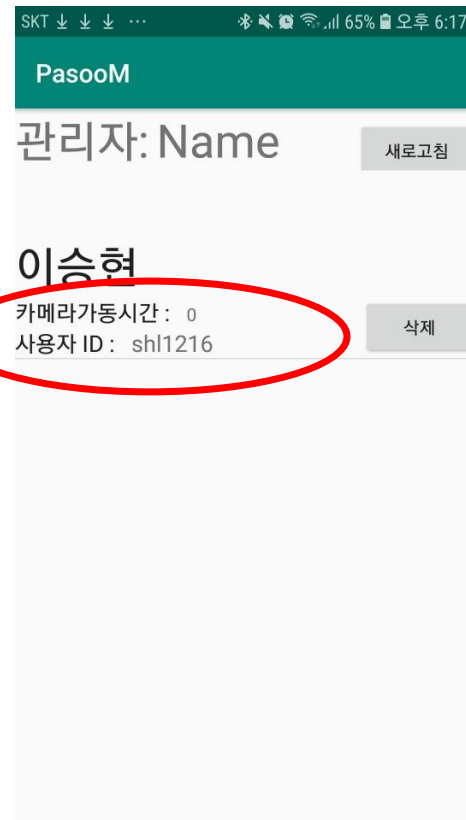 SKT ... 65% 오후 6:17
PasooM
관리자: Name
새로고침
이승현
카메라가동시간 : 0
삭제
사용자 ID : shl1216